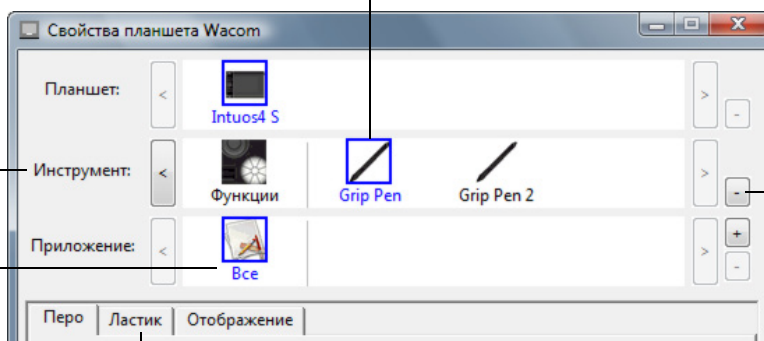 Свойства планшета Wacom
Планшет:
<
Intuos4 S
>
-
Инструмент:
<
Функции
Grip Pen
Grip Pen 2
>
-
Приложение:
<
Все
>
+
-
Перо
Ластик
Отображение